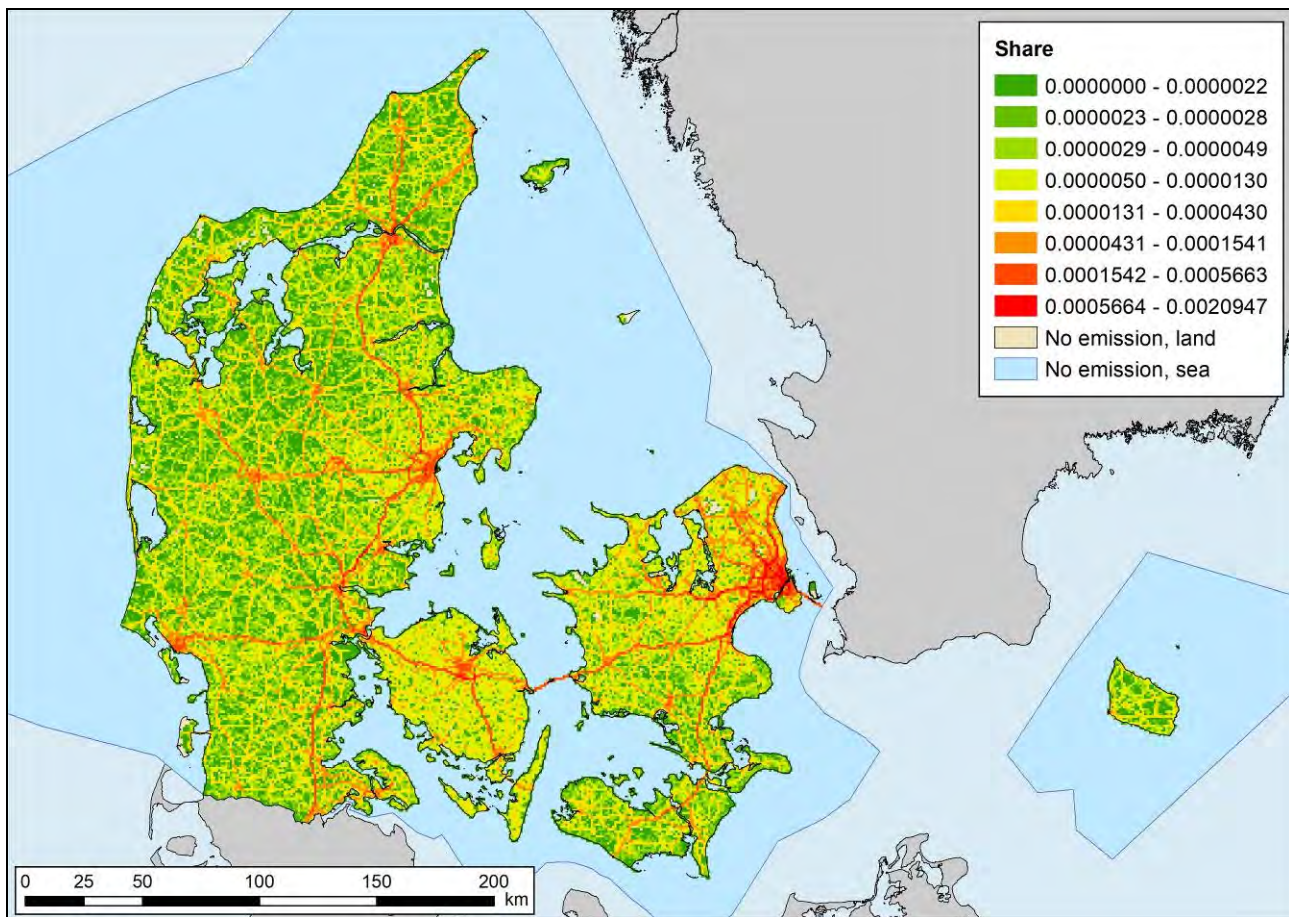 Share
0.0000000 - 0.0000022
0.0000023 - 0.0000028
0.0000029 - 0.0000049
0.0000050 - 0.0000130
0.0000131 - 0.0000430
0.0000431 - 0.0001541
0.0001542 - 0.0005663
0.0005664 - 0.0020947
No emission, land
No emission, sea
0 25 50 100 150 200
km